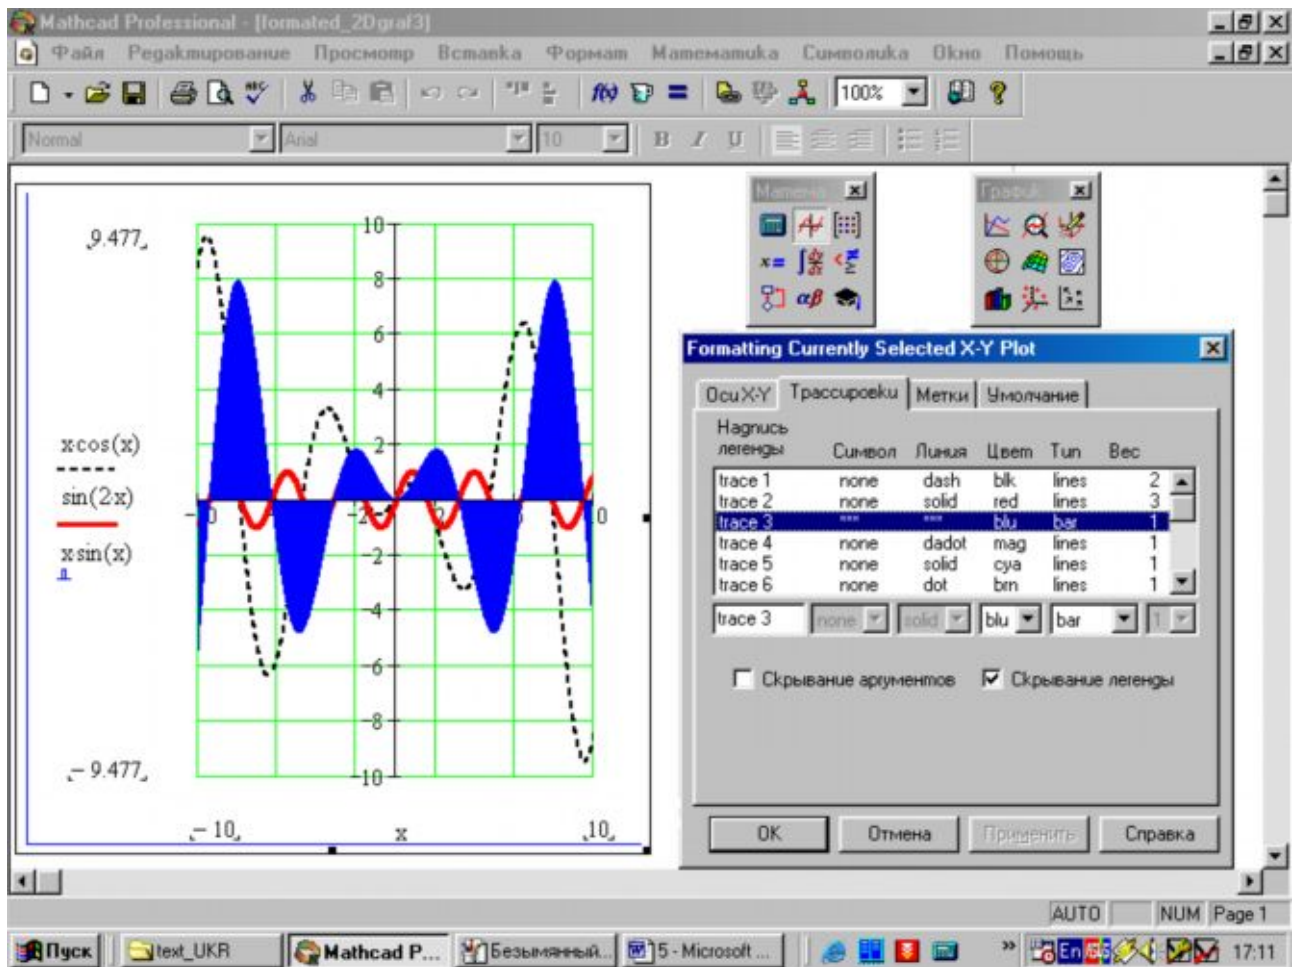 Mathcad Professional - [formated_2Dgraf3]
Файл Редактирование Просмотр Вставка Формат Математика Символика Окно Помощь
100%
Normal Arial 10 B I U
Матема
График
x=
αβ
9.477
x·cos(x)
sin(2·x)
x·sin(x)
− 9.477
10
8
6
4
2
−2
−4
−6
−8
−10
− 10 x 10
Formatting Currently Selected X-Y Plot
Оси X-Y Трассировки Метки Умолчание
Надпись
легенды Символ Линия Цвет Тип Вес
trace 1 none dash blk lines 2
trace 2 none solid red lines 3
trace 3 *** *** blu bar 1
trace 4 none dadot mag lines 1
trace 5 none solid cya lines 1
trace 6 none dot brn lines 1
trace 3 none solid blu bar 1
Скрывание аргументов Скрывание легенды
OK Отмена Применить Справка
AUTO NUM Page 1
Пуск text_UKR Mathcad P... Безымянный... 5 - Microsoft ... » En 17:11